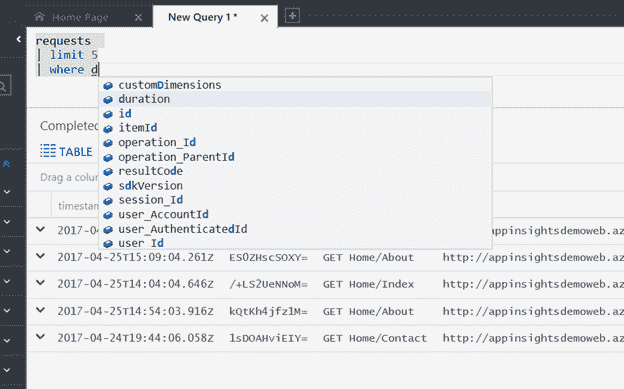 Home Page
New Query 1 *
requests
| limit 5
| where d
customDimensions
duration
id
itemId
operation_Id
operation_ParentId
resultCode
sdkVersion
session_Id
user_AccountId
user_AuthenticatedId
user_Id
Completed
TABLE
Drag a colum
timestam
2017-04-2 appinsightsdemoweb.az
2017-04-25T15:09:04.261Z ES0ZHscSOXY= GET Home/About http://appinsightsdemoweb.az
2017-04-25T14:04:04.646Z /+LS2UeNNoM= GET Home/Index http://appinsightsdemoweb.az
2017-04-25T14:54:03.916Z kQtKh4jfz1M= GET Home/About http://appinsightsdemoweb.az
2017-04-24T19:44:06.058Z 1sDOAHviEIY= GET Home/Contact http://appinsightsdemoweb.az